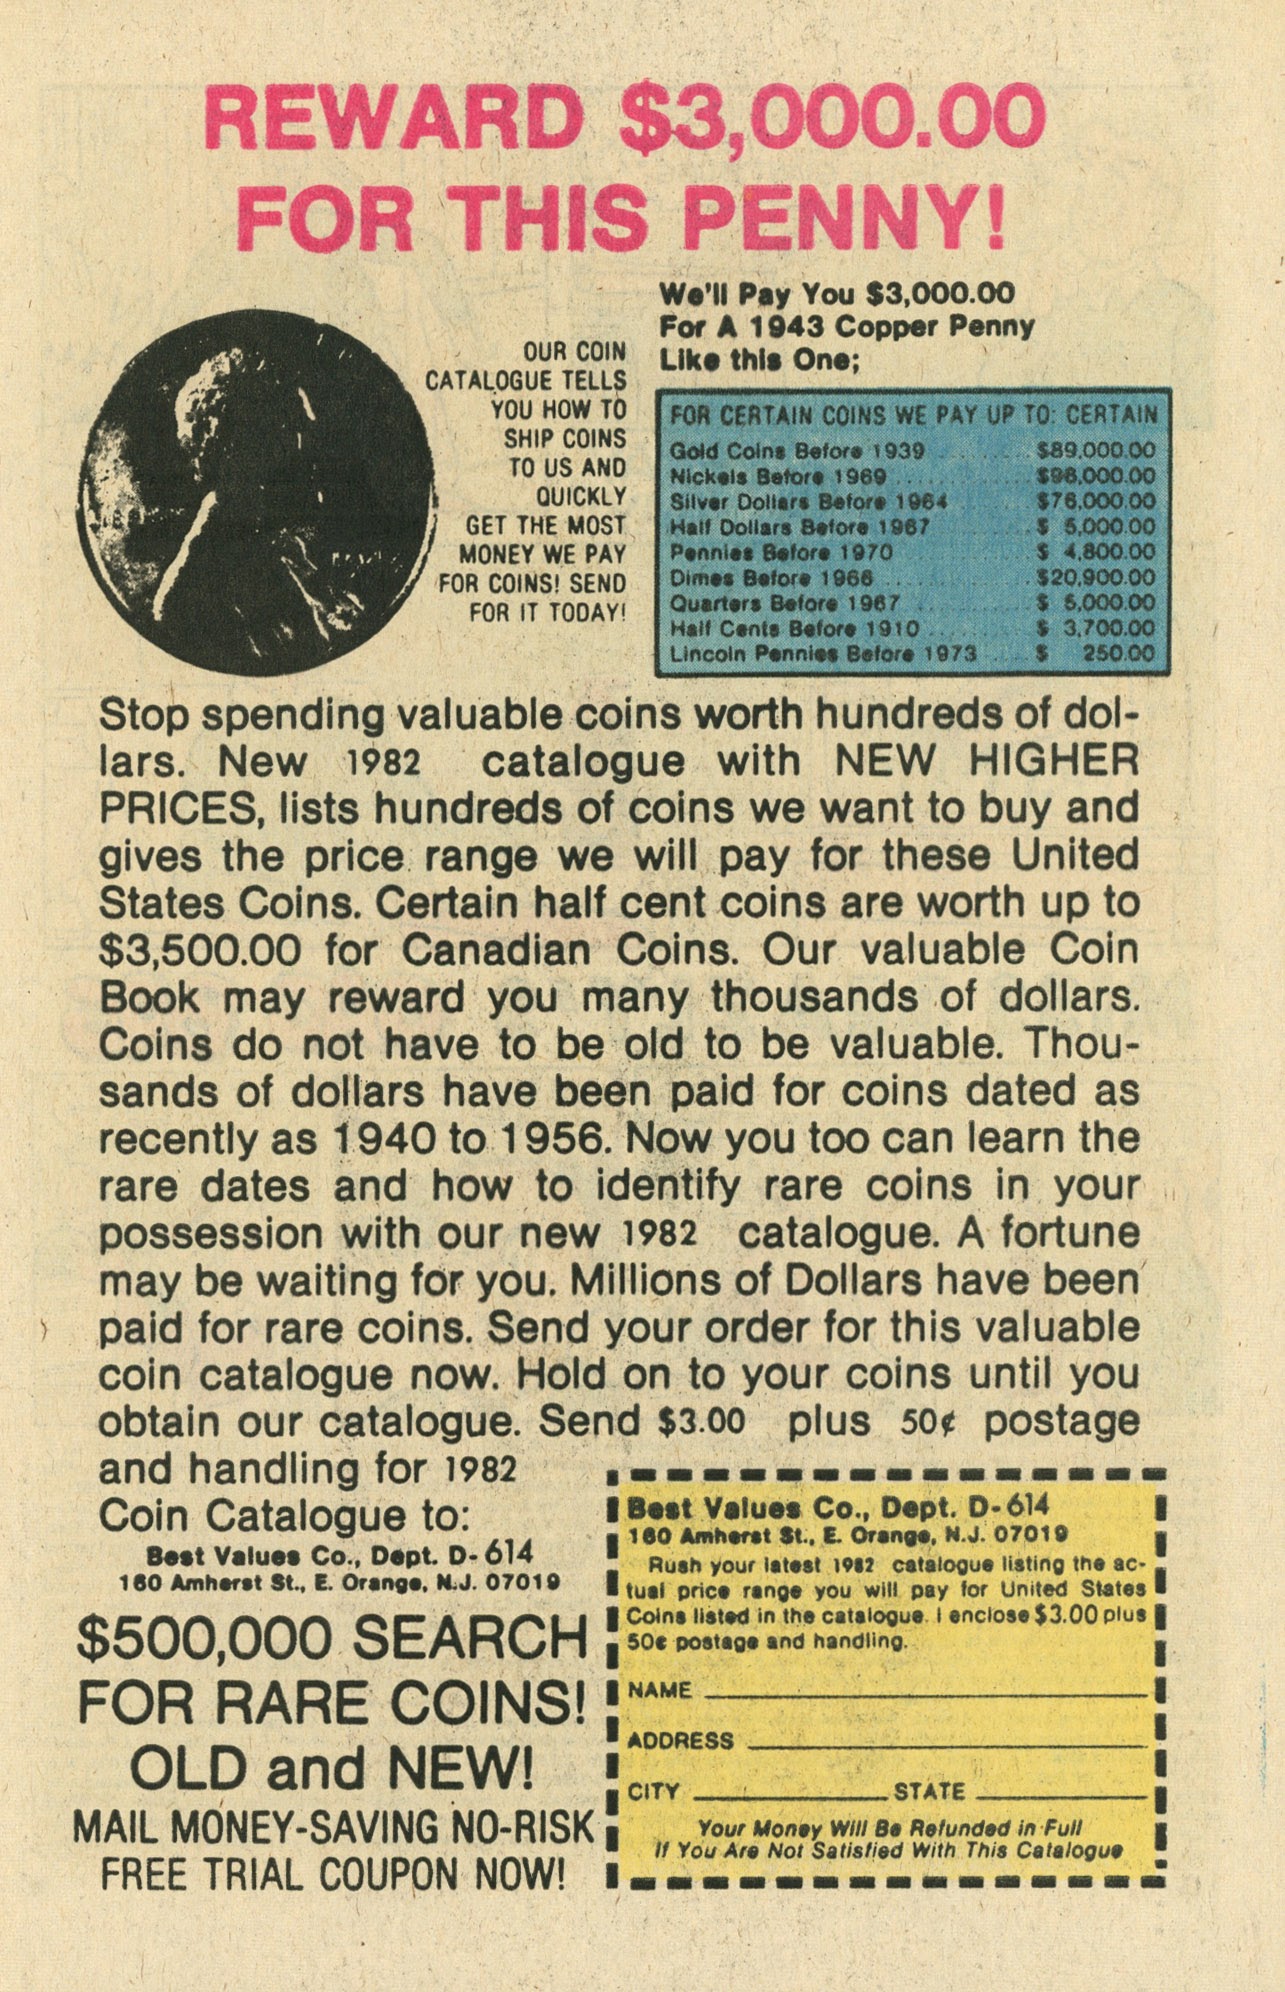 REWARD $3,000.00
FOR THIS PENNY!
OUR COIN
CATALOGUE TELLS
YOU HOW TO
SHIP COINS
TO US AND
QUICKLY
GET THE MOST
MONEY WE PAY
FOR COINS! SEND
FOR IT TODAY!
We'll Pay You $3,000.00
For A 1943 Copper Penny
Like this One;
FOR CERTAIN COINS WE PAY UP TO: CERTAIN
Gold Coins Before 1939 ........ $89,000.00
Nickels Before 1969 ........ $98,000.00
Silver Dollars Before 1964 ........ $76,000.00
Half Dollars Before 1967 ........ $ 5,000.00
Pennies Before 1970 ........ $ 4,800.00
Dimes Before 1966 ........ $20,900.00
Quarters Before 1967 ........ $ 5,000.00
Half Cents Before 1910 ........ $ 3,700.00
Lincoln Pennies Before 1973 ..... $ 250.00
Stop spending valuable coins worth hundreds of dol-
lars. New 1982 catalogue with NEW HIGHER
PRICES, lists hundreds of coins we want to buy and
gives the price range we will pay for these United
States Coins. Certain half cent coins are worth up to
$3,500.00 for Canadian Coins. Our valuable Coin
Book may reward you many thousands of dollars.
Coins do not have to be old to be valuable. Thou-
sands of dollars have been paid for coins dated as
recently as 1940 to 1956. Now you too can learn the
rare dates and how to identify rare coins in your
possession with our new 1982 catalogue. A fortune
may be waiting for you. Millions of Dollars have been
paid for rare coins. Send your order for this valuable
coin catalogue now. Hold on to your coins until you
obtain our catalogue. Send $3.00 plus 50¢ postage
and handling for 1982
Coin Catalogue to:
Best Values Co., Dept. D-614
160 Amherst St., E. Orange, N.J. 07019
$500,000 SEARCH
FOR RARE COINS!
OLD and NEW!
MAIL MONEY-SAVING NO-RISK
FREE TRIAL COUPON NOW!
Best Values Co., Dept. D-614
160 Amherst St., E. Orange, N.J. 07019
Rush your latest 1982 catalogue listing the ac-
tual price range you will pay for United States
Coins listed in the catalogue. I enclose $3.00 plus
50¢ postage and handling.
NAME
ADDRESS
CITY STATE
Your Money Will Be Refunded in Full
If You Are Not Satisfied With This Catalogue